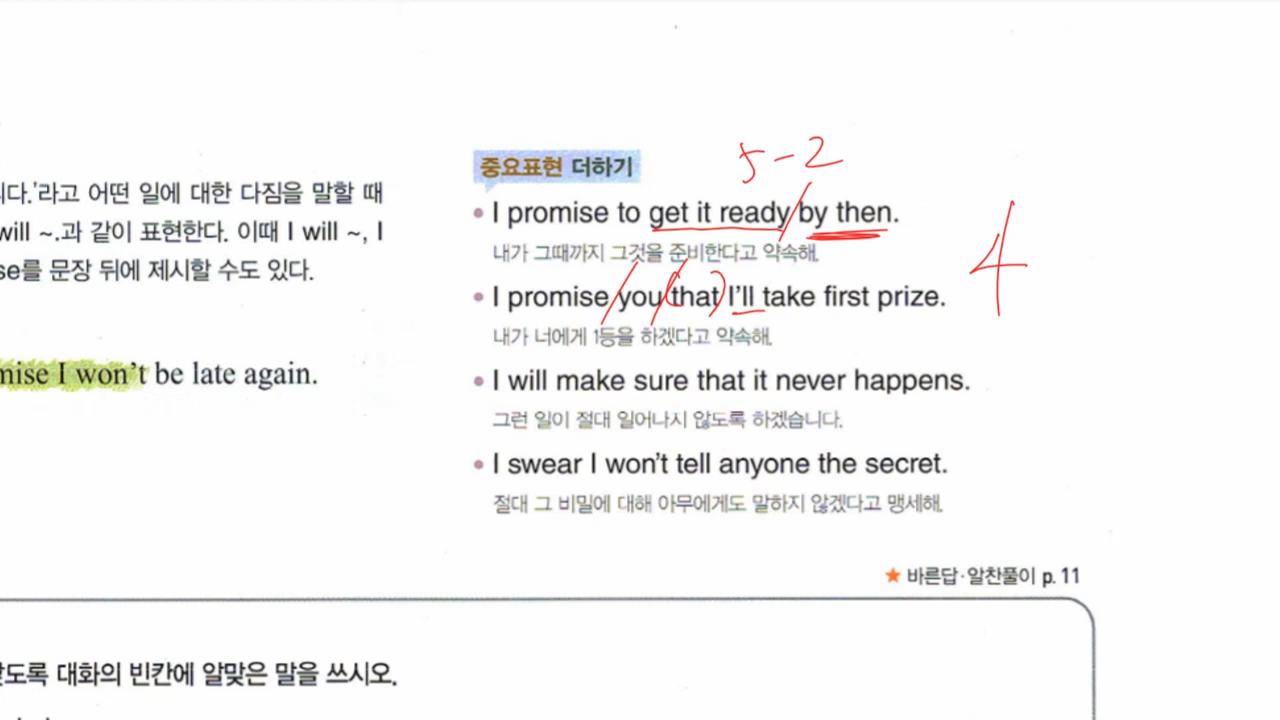 5-2
중요표현 더하기
다.'라고 어떤 일에 대한 다짐을 말할 때
will ~.과 같이 표현한다. 이때 I will ~, I
se를 문장 뒤에 제시할 수도 있다.
mise I won't be late again.
• I promise to get it ready by then.
내가 그때까지 그것을 준비한다고 약속해.
• I promise you that I'll take first prize.
내가 너에게 1등을 하겠다고 약속해.
4
• I will make sure that it never happens.
그런 일이 절대 일어나시 않도록 하겠습니다.
• I swear I won't tell anyone the secret.
절대 그 비밀에 대해 아무에게도 말하지 않겠다고 맹세해.
★ 바른답·알찬풀이 p. 11
도록 대화의 빈칸에 알맞은 말을 쓰시오.